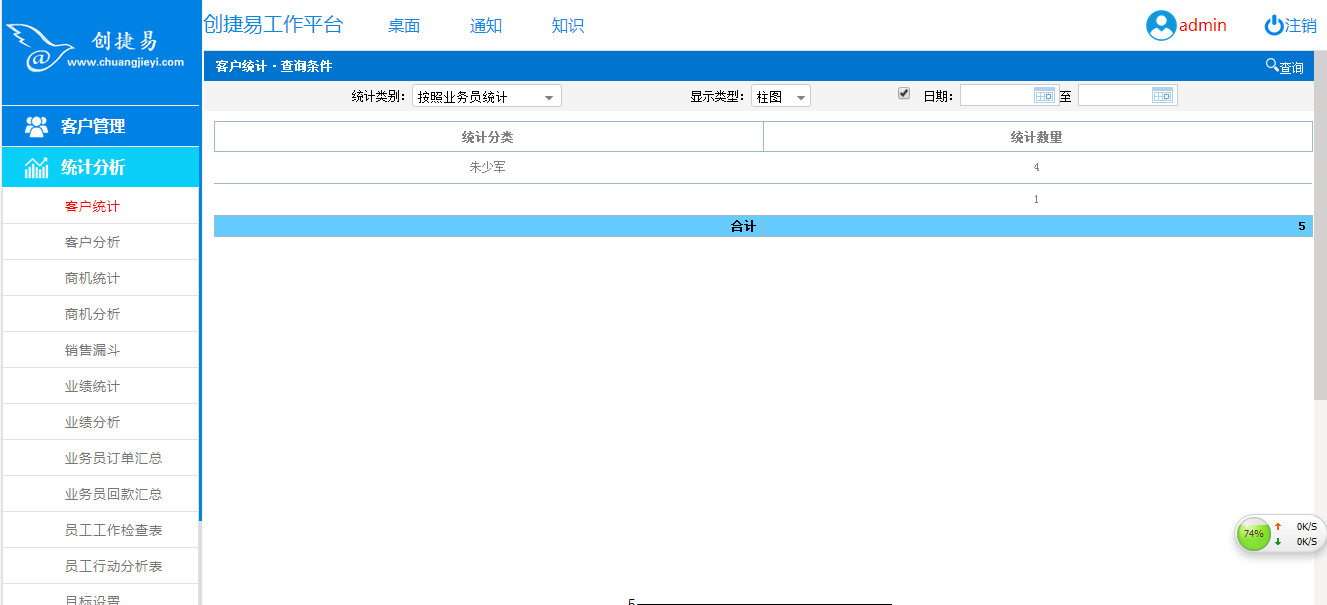 创捷易
www.chuangjieyi.com
创捷易工作平台 桌面 通知 知识 admin 注销
客户统计 - 查询条件 查询
统计类别: 按照业务员统计 显示类型: 柱图 日期: 至
客户管理
统计分析
客户统计
客户分析
商机统计
商机分析
销售漏斗
业绩统计
业绩分析
业务员订单汇总
业务员回款汇总
员工工作检查表
员工行动分析表
目标设置
统计分类 统计数量
朱少军 4
1
合计 5
74% 0K/S
0K/S
5